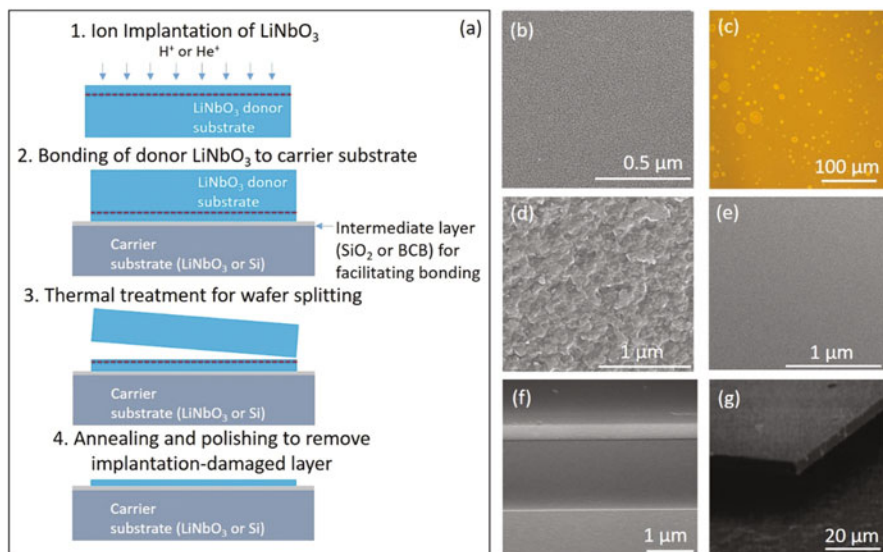 (a)
1. Ion Implantation of LiNbO₃
H⁺ or He⁺
LiNbO₃ donor
substrate
2. Bonding of donor LiNbO₃ to carrier substrate
LiNbO₃ donor
substrate
Carrier
substrate (LiNbO₃ or Si)
Intermediate layer
(SiO₂ or BCB) for
facilitating bonding
3. Thermal treatment for wafer splitting
Carrier
substrate (LiNbO₃ or Si)
4. Annealing and polishing to remove
implantation-damaged layer
Carrier
substrate (LiNbO₃ or Si)
(b)
0.5 μm
(c)
100 μm
(d)
1 μm
(e)
1 μm
(f)
1 μm
(g)
20 μm